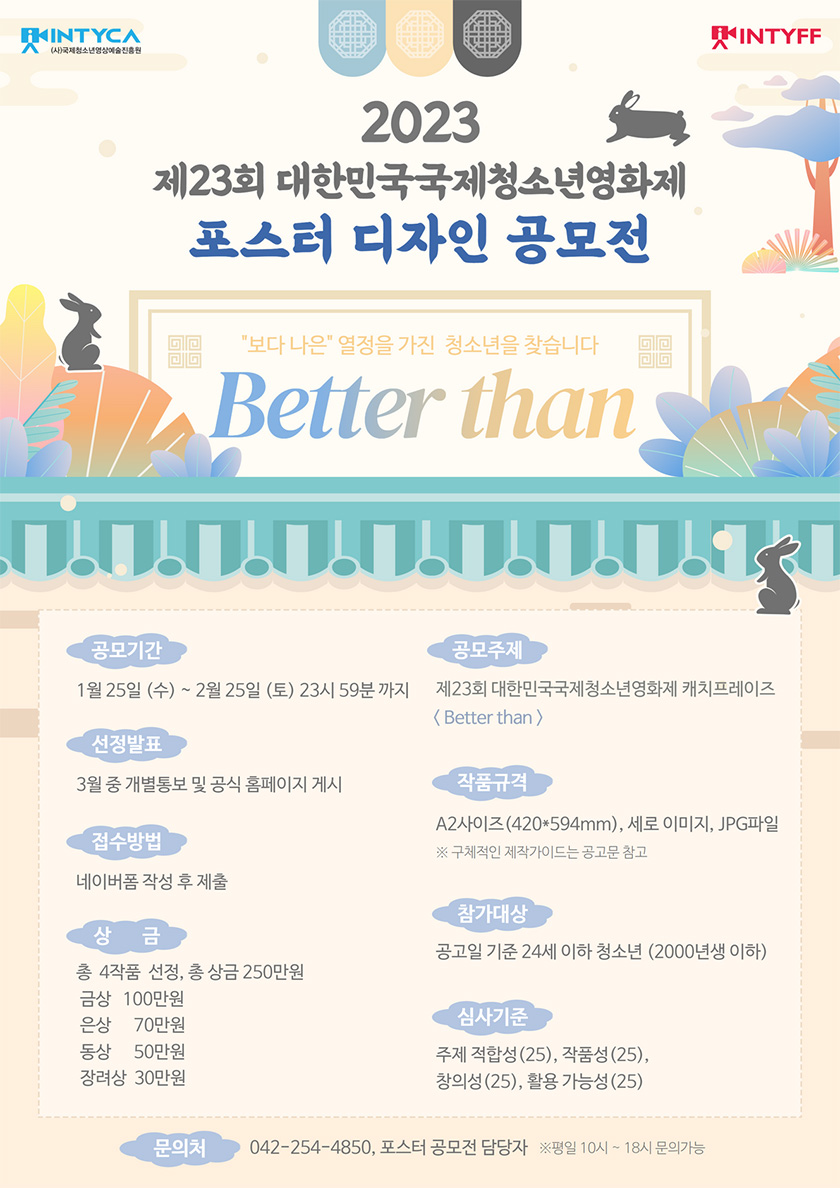 INTYCA
(사)국제청소년영상예술진흥원
INTYFF
2023
제23회 대한민국국제청소년영화제
포스터 디자인 공모전
"보다 나은" 열정을 가진 청소년을 찾습니다
Better than
공모기간
1월 25일 (수) ~ 2월 25일 (토) 23시 59분 까지
선정발표
3월 중 개별통보 및 공식 홈페이지 게시
접수방법
네이버폼 작성 후 제출
상 금
총 4작품 선정, 총 상금 250만원
금상 100만원
은상 70만원
동상 50만원
장려상 30만원
공모주제
제23회 대한민국국제청소년영화제 캐치프레이즈
〈 Better than 〉
작품규격
A2사이즈(420*594mm), 세로 이미지, JPG파일
※ 구체적인 제작가이드는 공고문 참고
참가대상
공고일 기준 24세 이하 청소년 (2000년생 이하)
심사기준
주제 적합성(25), 작품성(25),
창의성(25), 활용 가능성(25)
문의처
042-254-4850, 포스터 공모전 담당자 ※평일 10시 ~ 18시 문의가능